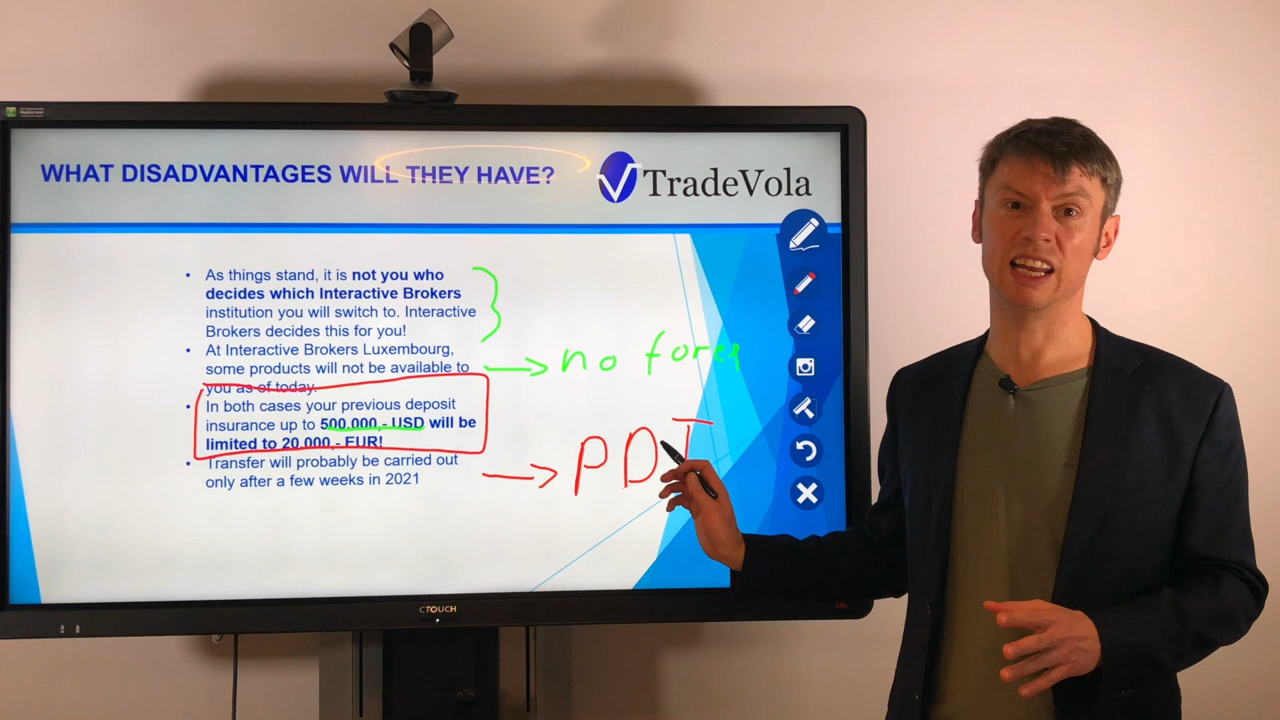 WHAT DISADVANTAGES WILL THEY HAVE?
TradeVola
• As things stand, it is not you who
decides which Interactive Brokers
institution you will switch to. Interactive
Brokers decides this for you!
• At Interactive Brokers Luxembourg,
some products will not be available to
you as of today.
no forex
• In both cases your previous deposit
insurance up to 500.000,- USD will be
limited to 20.000,- EUR!
• Transfer will probably be carried out
only after a few weeks in 2021
PDT
CTOUCH